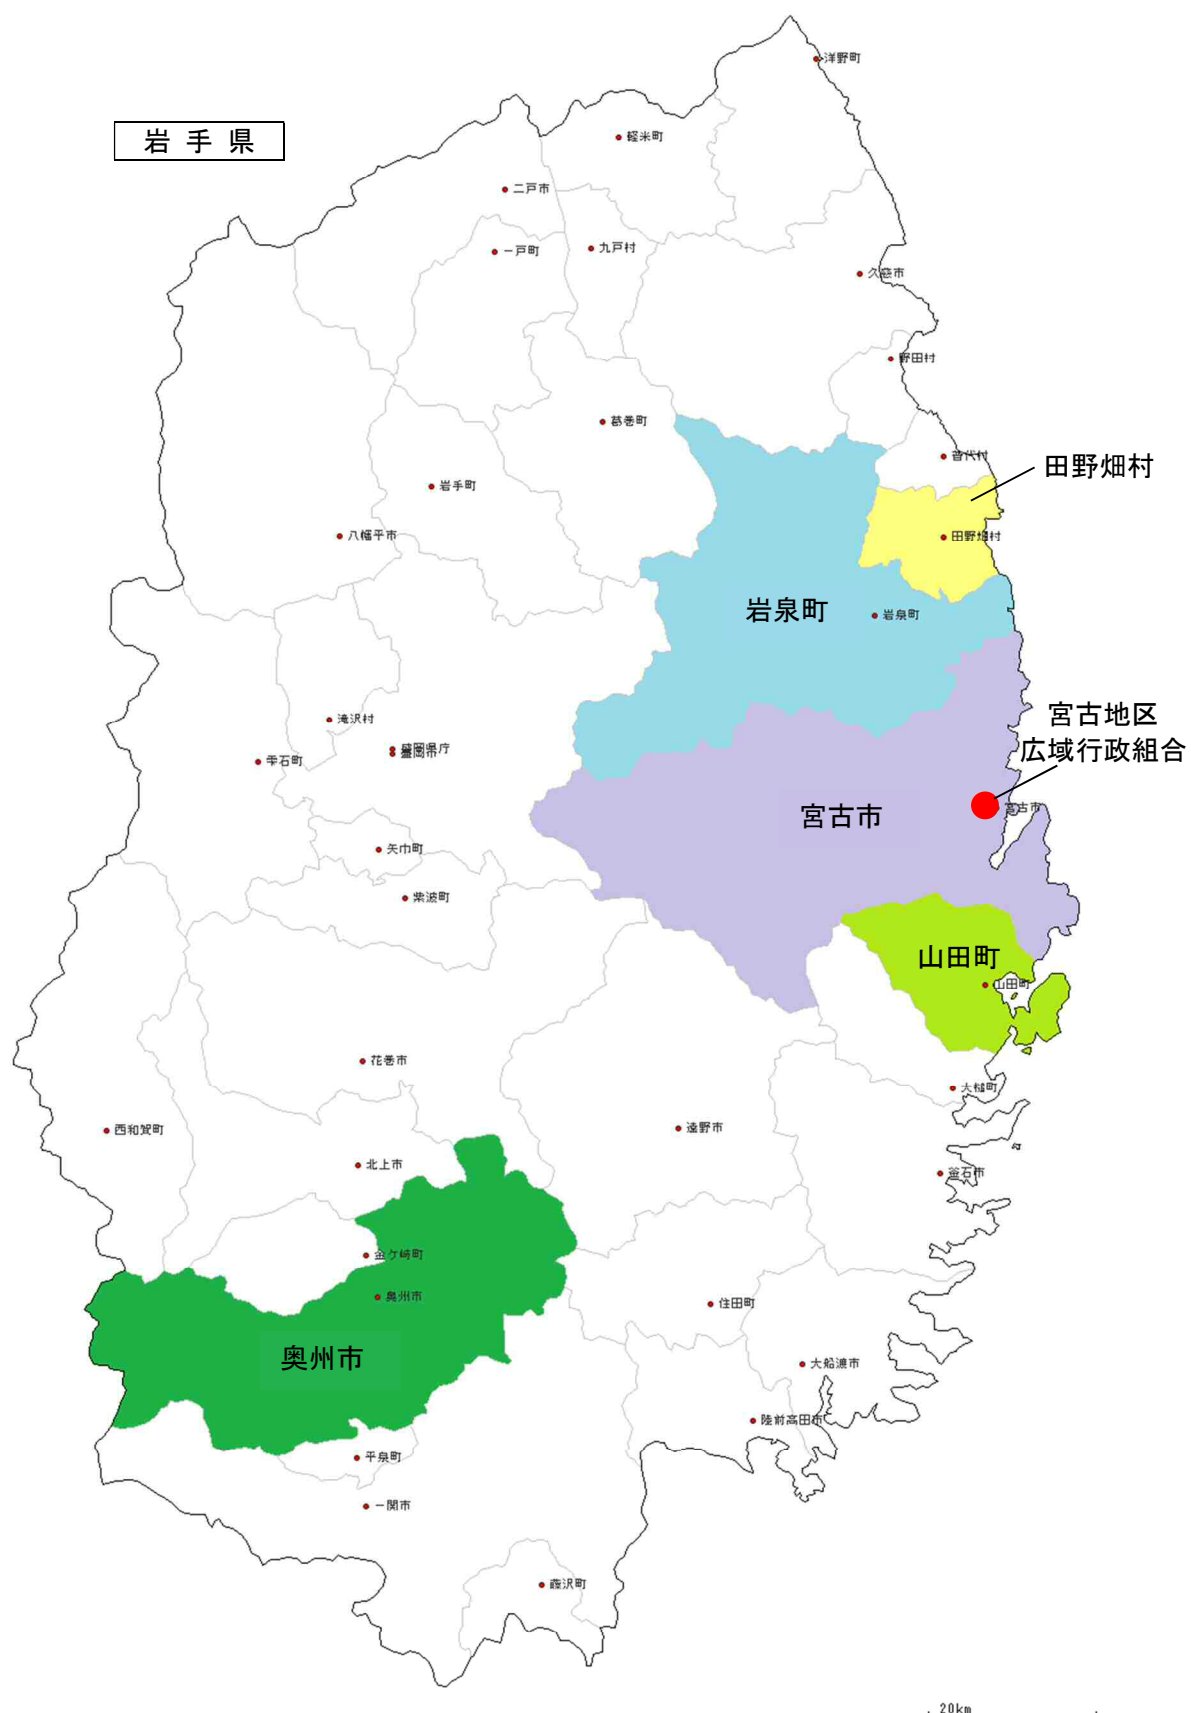 洋野町
岩手県
軽米町
二戸市
九戸村
一戸町
久慈市
野田村
葛巻町
普代村
田野畑村
岩手町
八幡平市
田野畑村
岩泉町
岩泉町
滝沢村
宮古地区
広域行政組合
盛岡県庁
盛岡市
雫石町
宮古市
宮古市
矢巾町
紫波町
山田町
山田町
花巻市
大槌町
西和賀町
遠野市
北上市
釜石市
金ケ崎町
奥州市
住田町
奥州市
大船渡市
陸前高田市
平泉町
一関市
藤沢町
20km